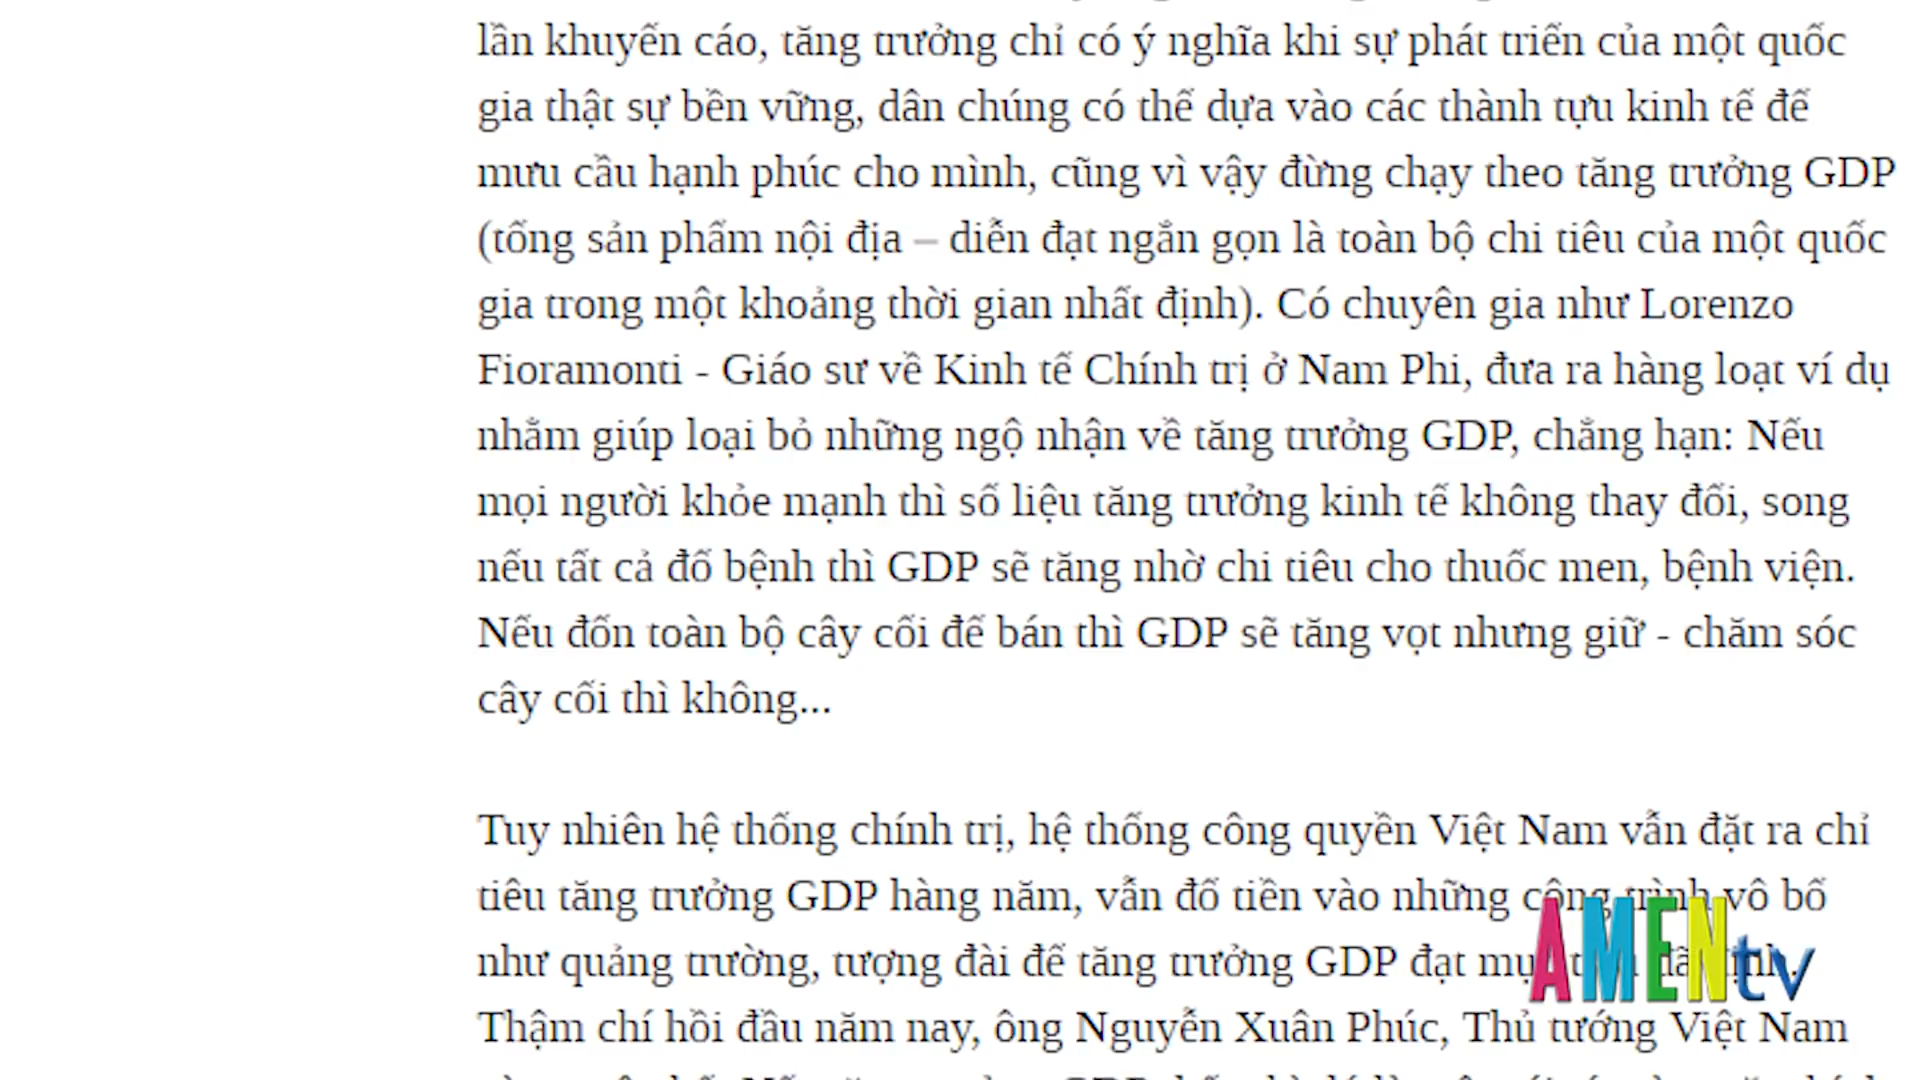 lần khuyến cáo, tăng trưởng chỉ có ý nghĩa khi sự phát triển của một quốc
gia thật sự bền vững, dân chúng có thể dựa vào các thành tựu kinh tế để
mưu cầu hạnh phúc cho mình, cũng vì vậy đừng chạy theo tăng trưởng GDP
(tổng sản phẩm nội địa – diễn đạt ngắn gọn là toàn bộ chi tiêu của một quốc
gia trong một khoảng thời gian nhất định). Có chuyên gia như Lorenzo
Fioramonti - Giáo sư về Kinh tế Chính trị ở Nam Phi, đưa ra hàng loạt ví dụ
nhằm giúp loại bỏ những ngộ nhận về tăng trưởng GDP, chẳng hạn: Nếu
mọi người khỏe mạnh thì số liệu tăng trưởng kinh tế không thay đổi, song
nếu tất cả đổ bệnh thì GDP sẽ tăng nhờ chi tiêu cho thuốc men, bệnh viện.
Nếu đốn toàn bộ cây cối để bán thì GDP sẽ tăng vọt nhưng giữ - chăm sóc
cây cối thì không...
Tuy nhiên hệ thống chính trị, hệ thống công quyền Việt Nam vẫn đặt ra chỉ
tiêu tăng trưởng GDP hàng năm, vẫn đổ tiền vào những công trình vô bổ
như quảng trường, tượng đài để tăng trưởng GDP đạt
AMENtv
Thậm chí hồi đầu năm nay, ông Nguyễn Xuân Phúc, Thủ tướng Việt Nam